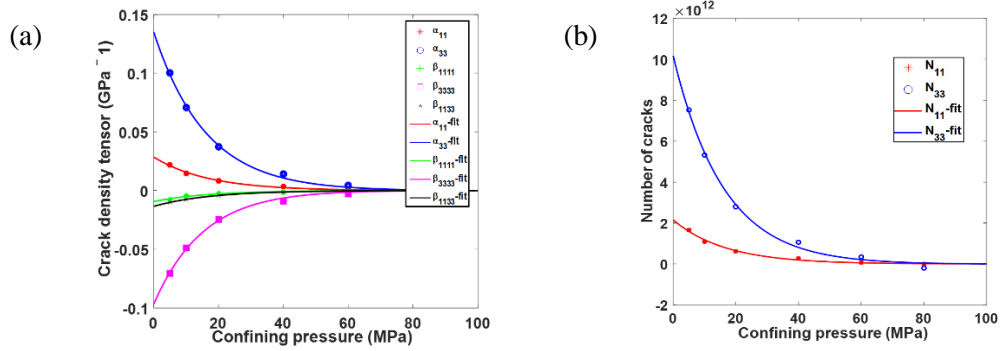 (a)
Crack density tensor (GPa⁻1)
0.15
0.1
0.05
0
-0.05
-0.1
0 20 40 60 80 100
Confining pressure (MPa)
α11
α33
β1111
β3333
β1133
α11-fit
α33-fit
β1111-fit
β3333-fit
β1133-fit
(b)
×10^12
Number of cracks
12
10
8
6
4
2
0
-2
0 20 40 60 80 100
Confining pressure (MPa)
N11
N33
N11-fit
N33-fit